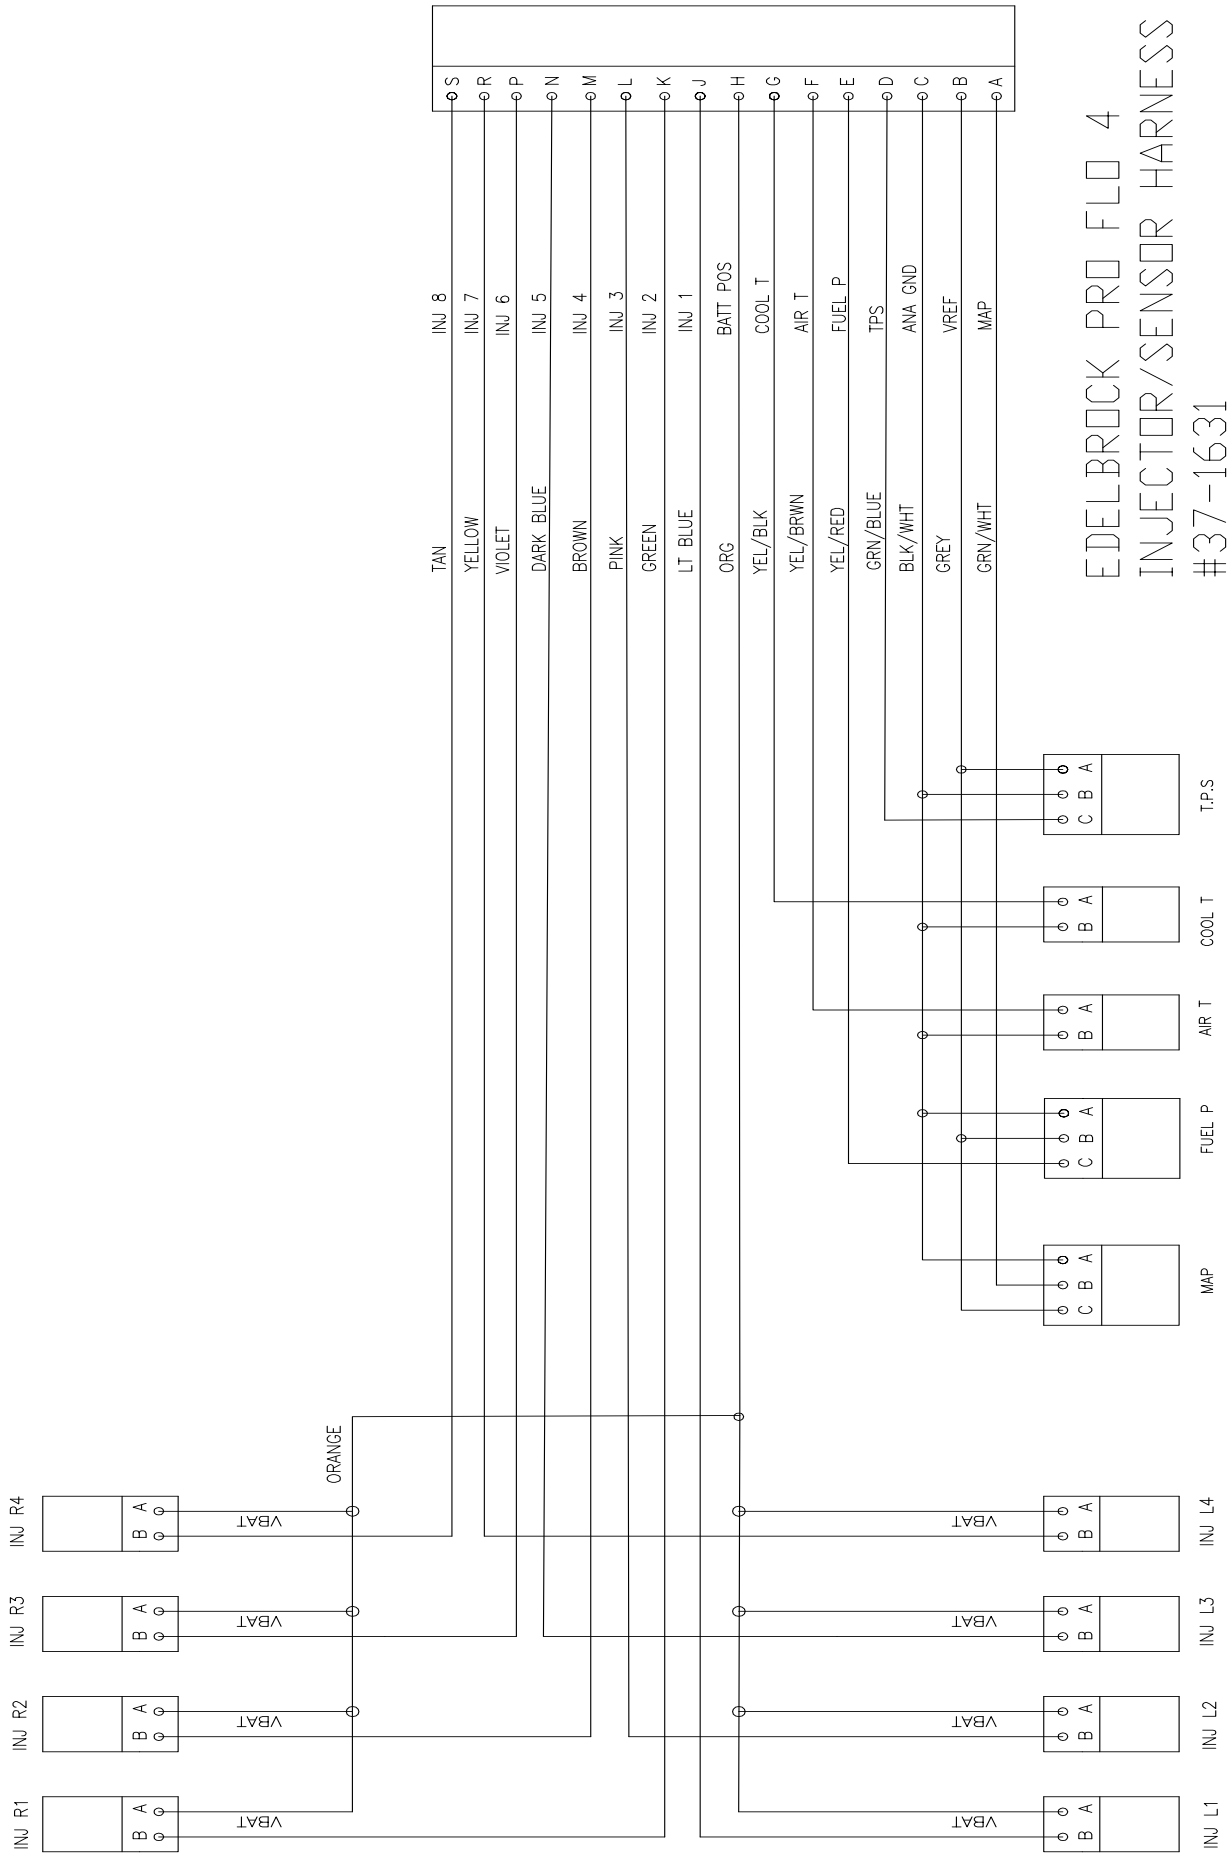 EDELBROCK PRO FLO 4
INJECTOR/SENSOR HARNESS
#37-1631
S
R
P
N
M
L
K
J
H
G
F
E
D
C
B
A
INJ 8
INJ 7
INJ 6
INJ 5
INJ 4
INJ 3
INJ 2
INJ 1
BATT POS
COOL T
AIR T
FUEL P
TPS
ANA GND
VREF
MAP
TAN
YELLOW
VIOLET
DARK BLUE
BROWN
PINK
GREEN
LT BLUE
ORG
YEL/BLK
YEL/BRWN
YEL/RED
GRN/BLUE
BLK/WHT
GREY
GRN/WHT
ORANGE
INJ R1
B A
VBAT
INJ R2
B A
VBAT
INJ R3
B A
VBAT
INJ R4
B A
VBAT
VBAT
B A
INJ L1
VBAT
B A
INJ L2
VBAT
B A
INJ L3
VBAT
B A
INJ L4
C B A
MAP
C B A
FUEL P
B A
AIR T
B A
COOL T
C B A
T.P.S